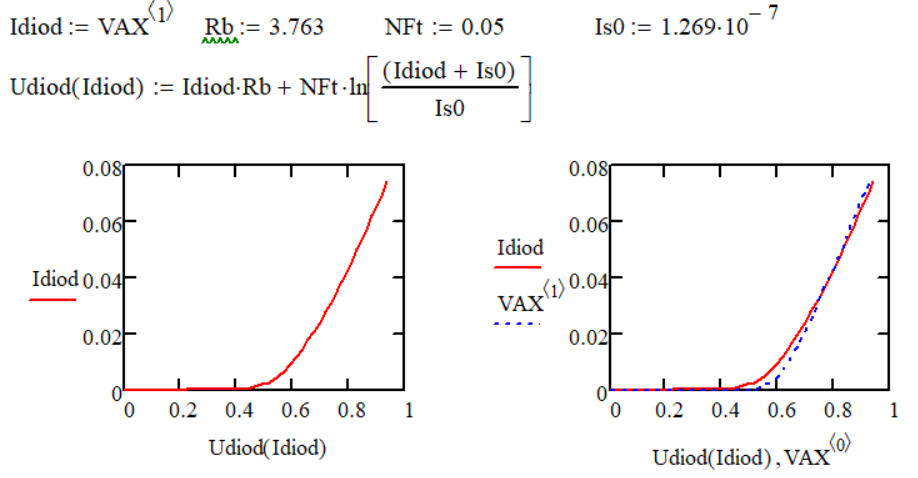 Idiod := VAX^⟨1⟩ Rb := 3.763 NFt := 0.05 Is0 := 1.269·10^-7
Udiod(Idiod) := Idiod·Rb + NFt·ln[(Idiod + Is0)/Is0]
0.08
0.06
Idiod 0.04
0.02
0
0 0.2 0.4 0.6 0.8 1
Udiod(Idiod)
0.08
0.06
Idiod
VAX^⟨1⟩ 0.04
0.02
0
0 0.2 0.4 0.6 0.8 1
Udiod(Idiod) , VAX^⟨0⟩